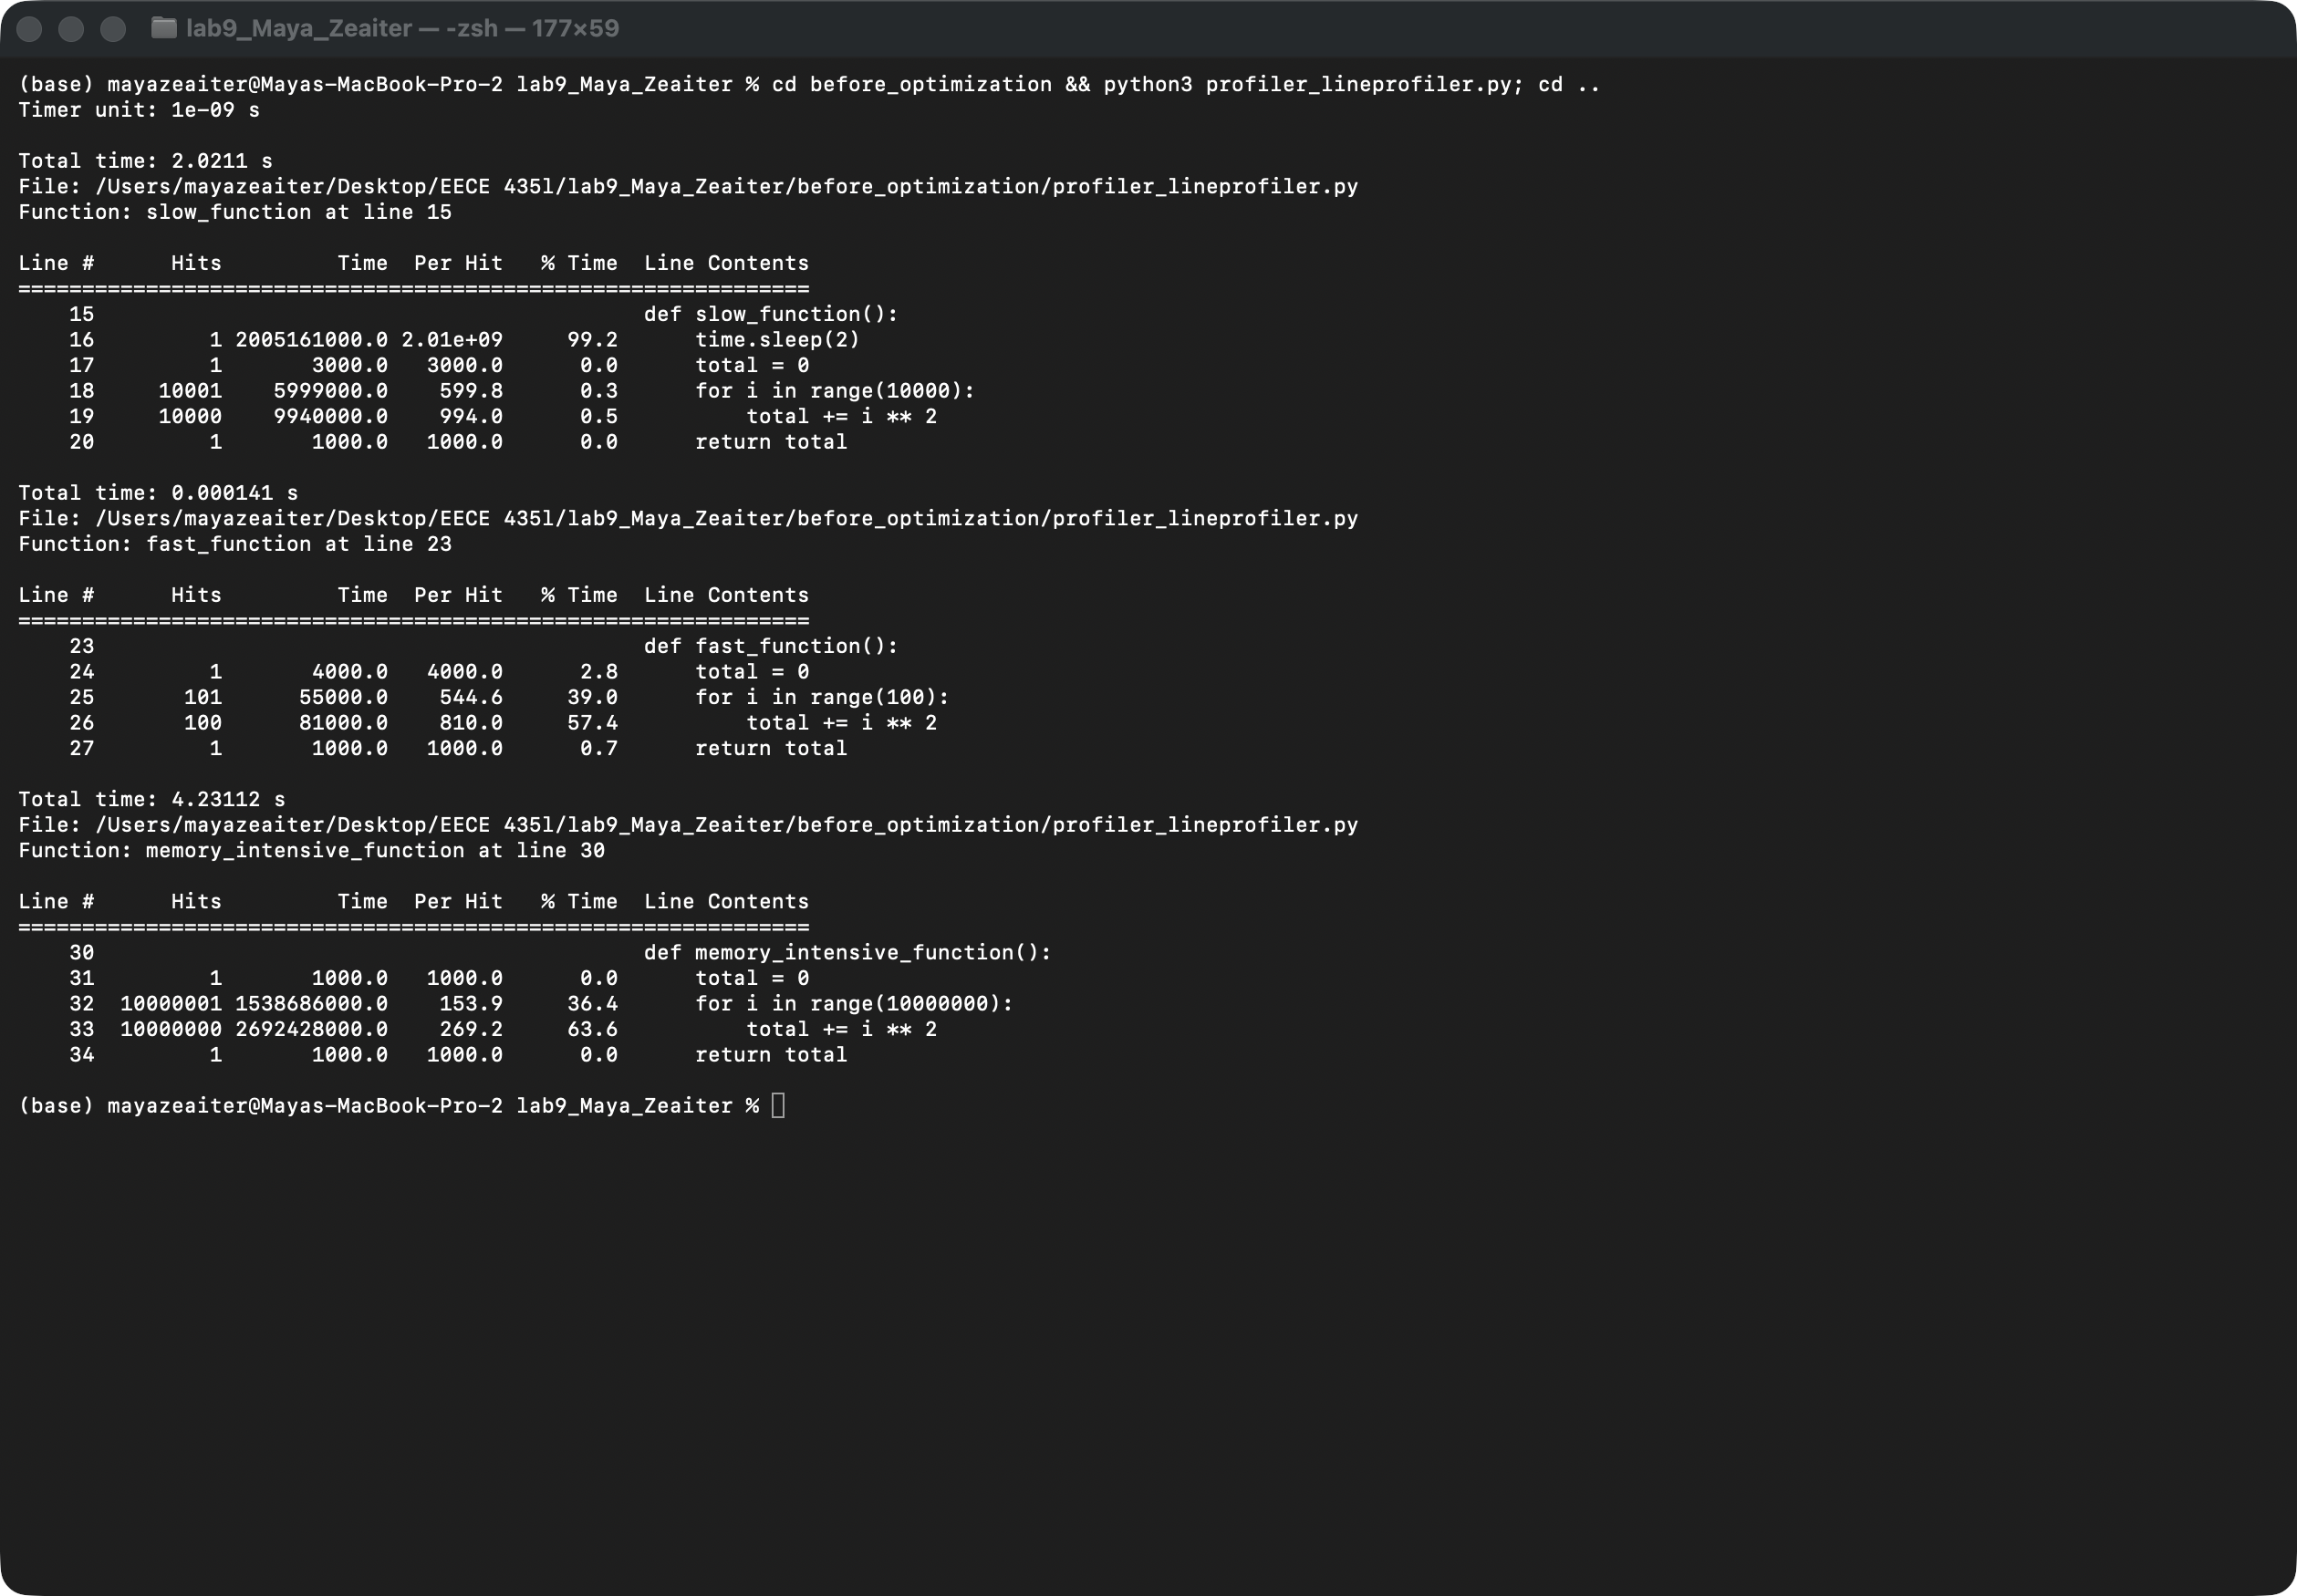 lab9_Maya_Zeaiter — -zsh — 177×59
(base) mayazeaiter@Mayas-MacBook-Pro-2 lab9_Maya_Zeaiter % cd before_optimization && python3 profiler_lineprofiler.py; cd ..
Timer unit: 1e-09 s

Total time: 2.0211 s
File: /Users/mayazeaiter/Desktop/EECE 435l/lab9_Maya_Zeaiter/before_optimization/profiler_lineprofiler.py
Function: slow_function at line 15

Line #      Hits         Time  Per Hit   % Time  Line Contents
==============================================================
    15                                           def slow_function():
    16         1 2005161000.0 2.01e+09     99.2      time.sleep(2)
    17         1       3000.0   3000.0      0.0      total = 0
    18     10001    5999000.0    599.8      0.3      for i in range(10000):
    19     10000    9940000.0    994.0      0.5          total += i ** 2
    20         1       1000.0   1000.0      0.0      return total

Total time: 0.000141 s
File: /Users/mayazeaiter/Desktop/EECE 435l/lab9_Maya_Zeaiter/before_optimization/profiler_lineprofiler.py
Function: fast_function at line 23

Line #      Hits         Time  Per Hit   % Time  Line Contents
==============================================================
    23                                           def fast_function():
    24         1       4000.0   4000.0      2.8      total = 0
    25       101      55000.0    544.6     39.0      for i in range(100):
    26       100      81000.0    810.0     57.4          total += i ** 2
    27         1       1000.0   1000.0      0.7      return total

Total time: 4.23112 s
File: /Users/mayazeaiter/Desktop/EECE 435l/lab9_Maya_Zeaiter/before_optimization/profiler_lineprofiler.py
Function: memory_intensive_function at line 30

Line #      Hits         Time  Per Hit   % Time  Line Contents
==============================================================
    30                                           def memory_intensive_function():
    31         1       1000.0   1000.0      0.0      total = 0
    32  10000001 1538686000.0    153.9     36.4      for i in range(10000000):
    33  10000000 2692428000.0    269.2     63.6          total += i ** 2
    34         1       1000.0   1000.0      0.0      return total

(base) mayazeaiter@Mayas-MacBook-Pro-2 lab9_Maya_Zeaiter %